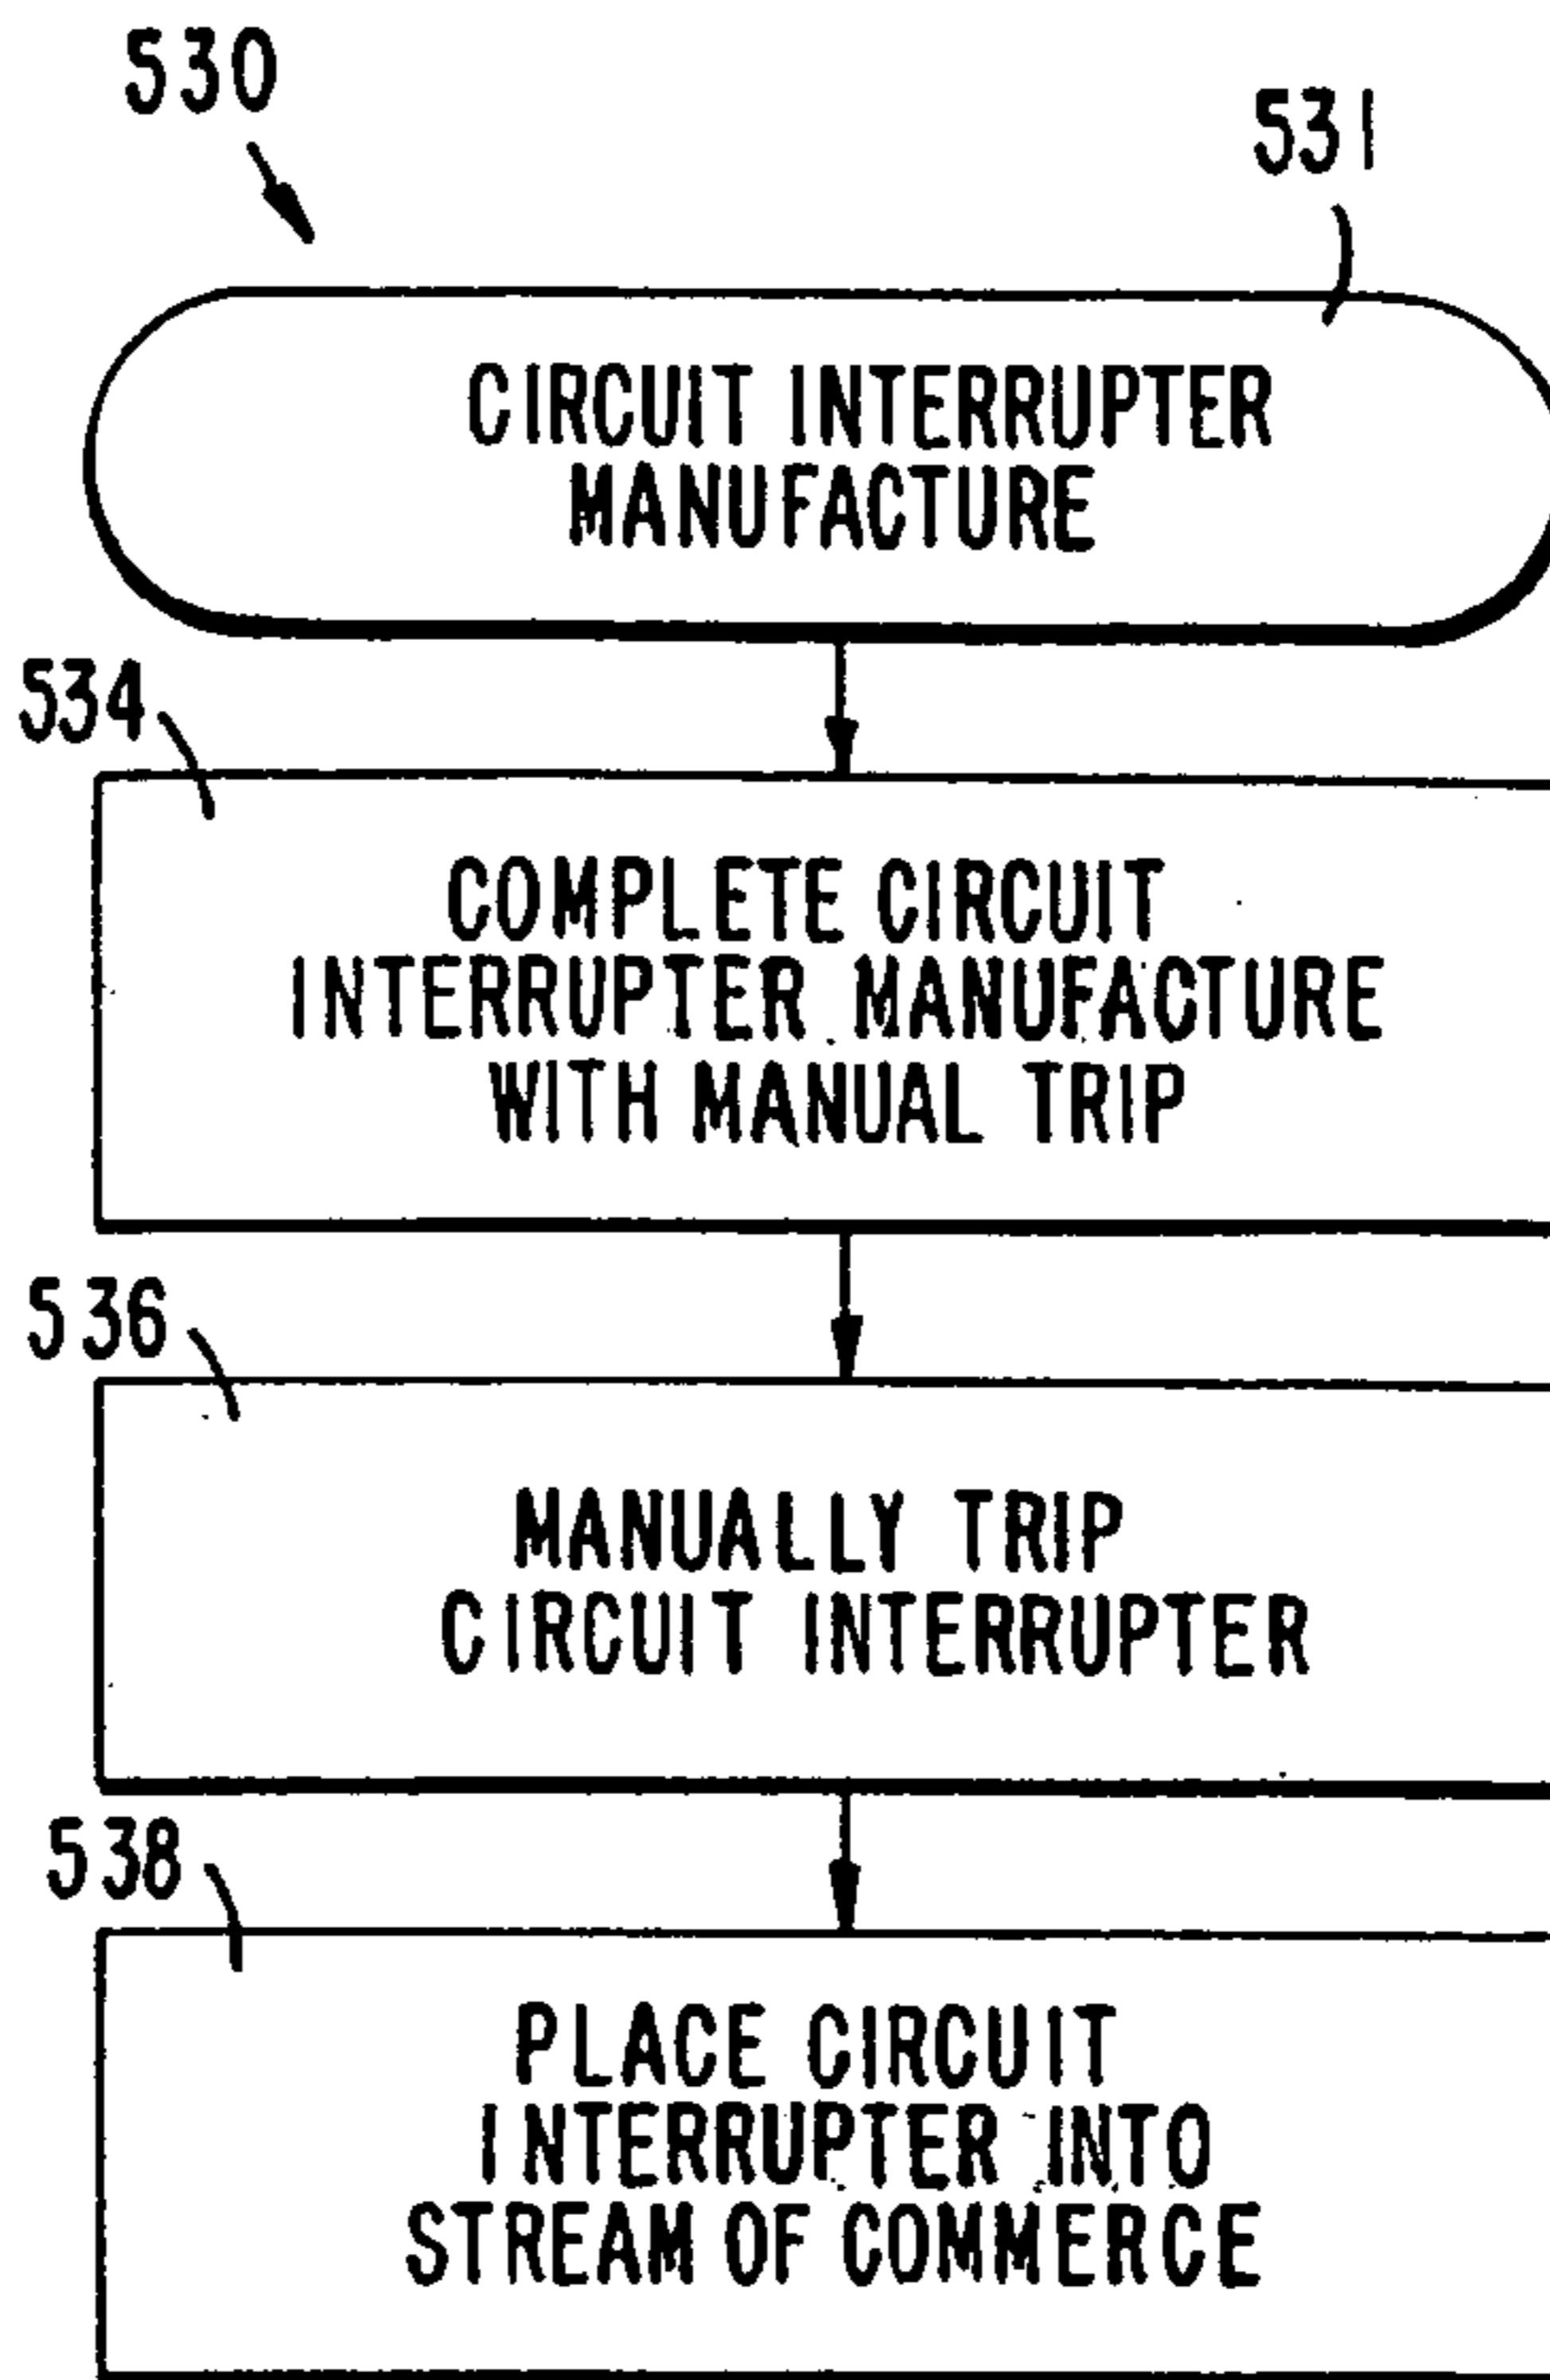 530
531
CIRCUIT INTERRUPTER
MANUFACTURE
534
COMPLETE CIRCUIT
INTERRUPTER MANUFACTURE
WITH MANUAL TRIP
536
MANUALLY TRIP
CIRCUIT INTERRUPTER
538
PLACE CIRCUIT
INTERRUPTER INTO
STREAM OF COMMERCE